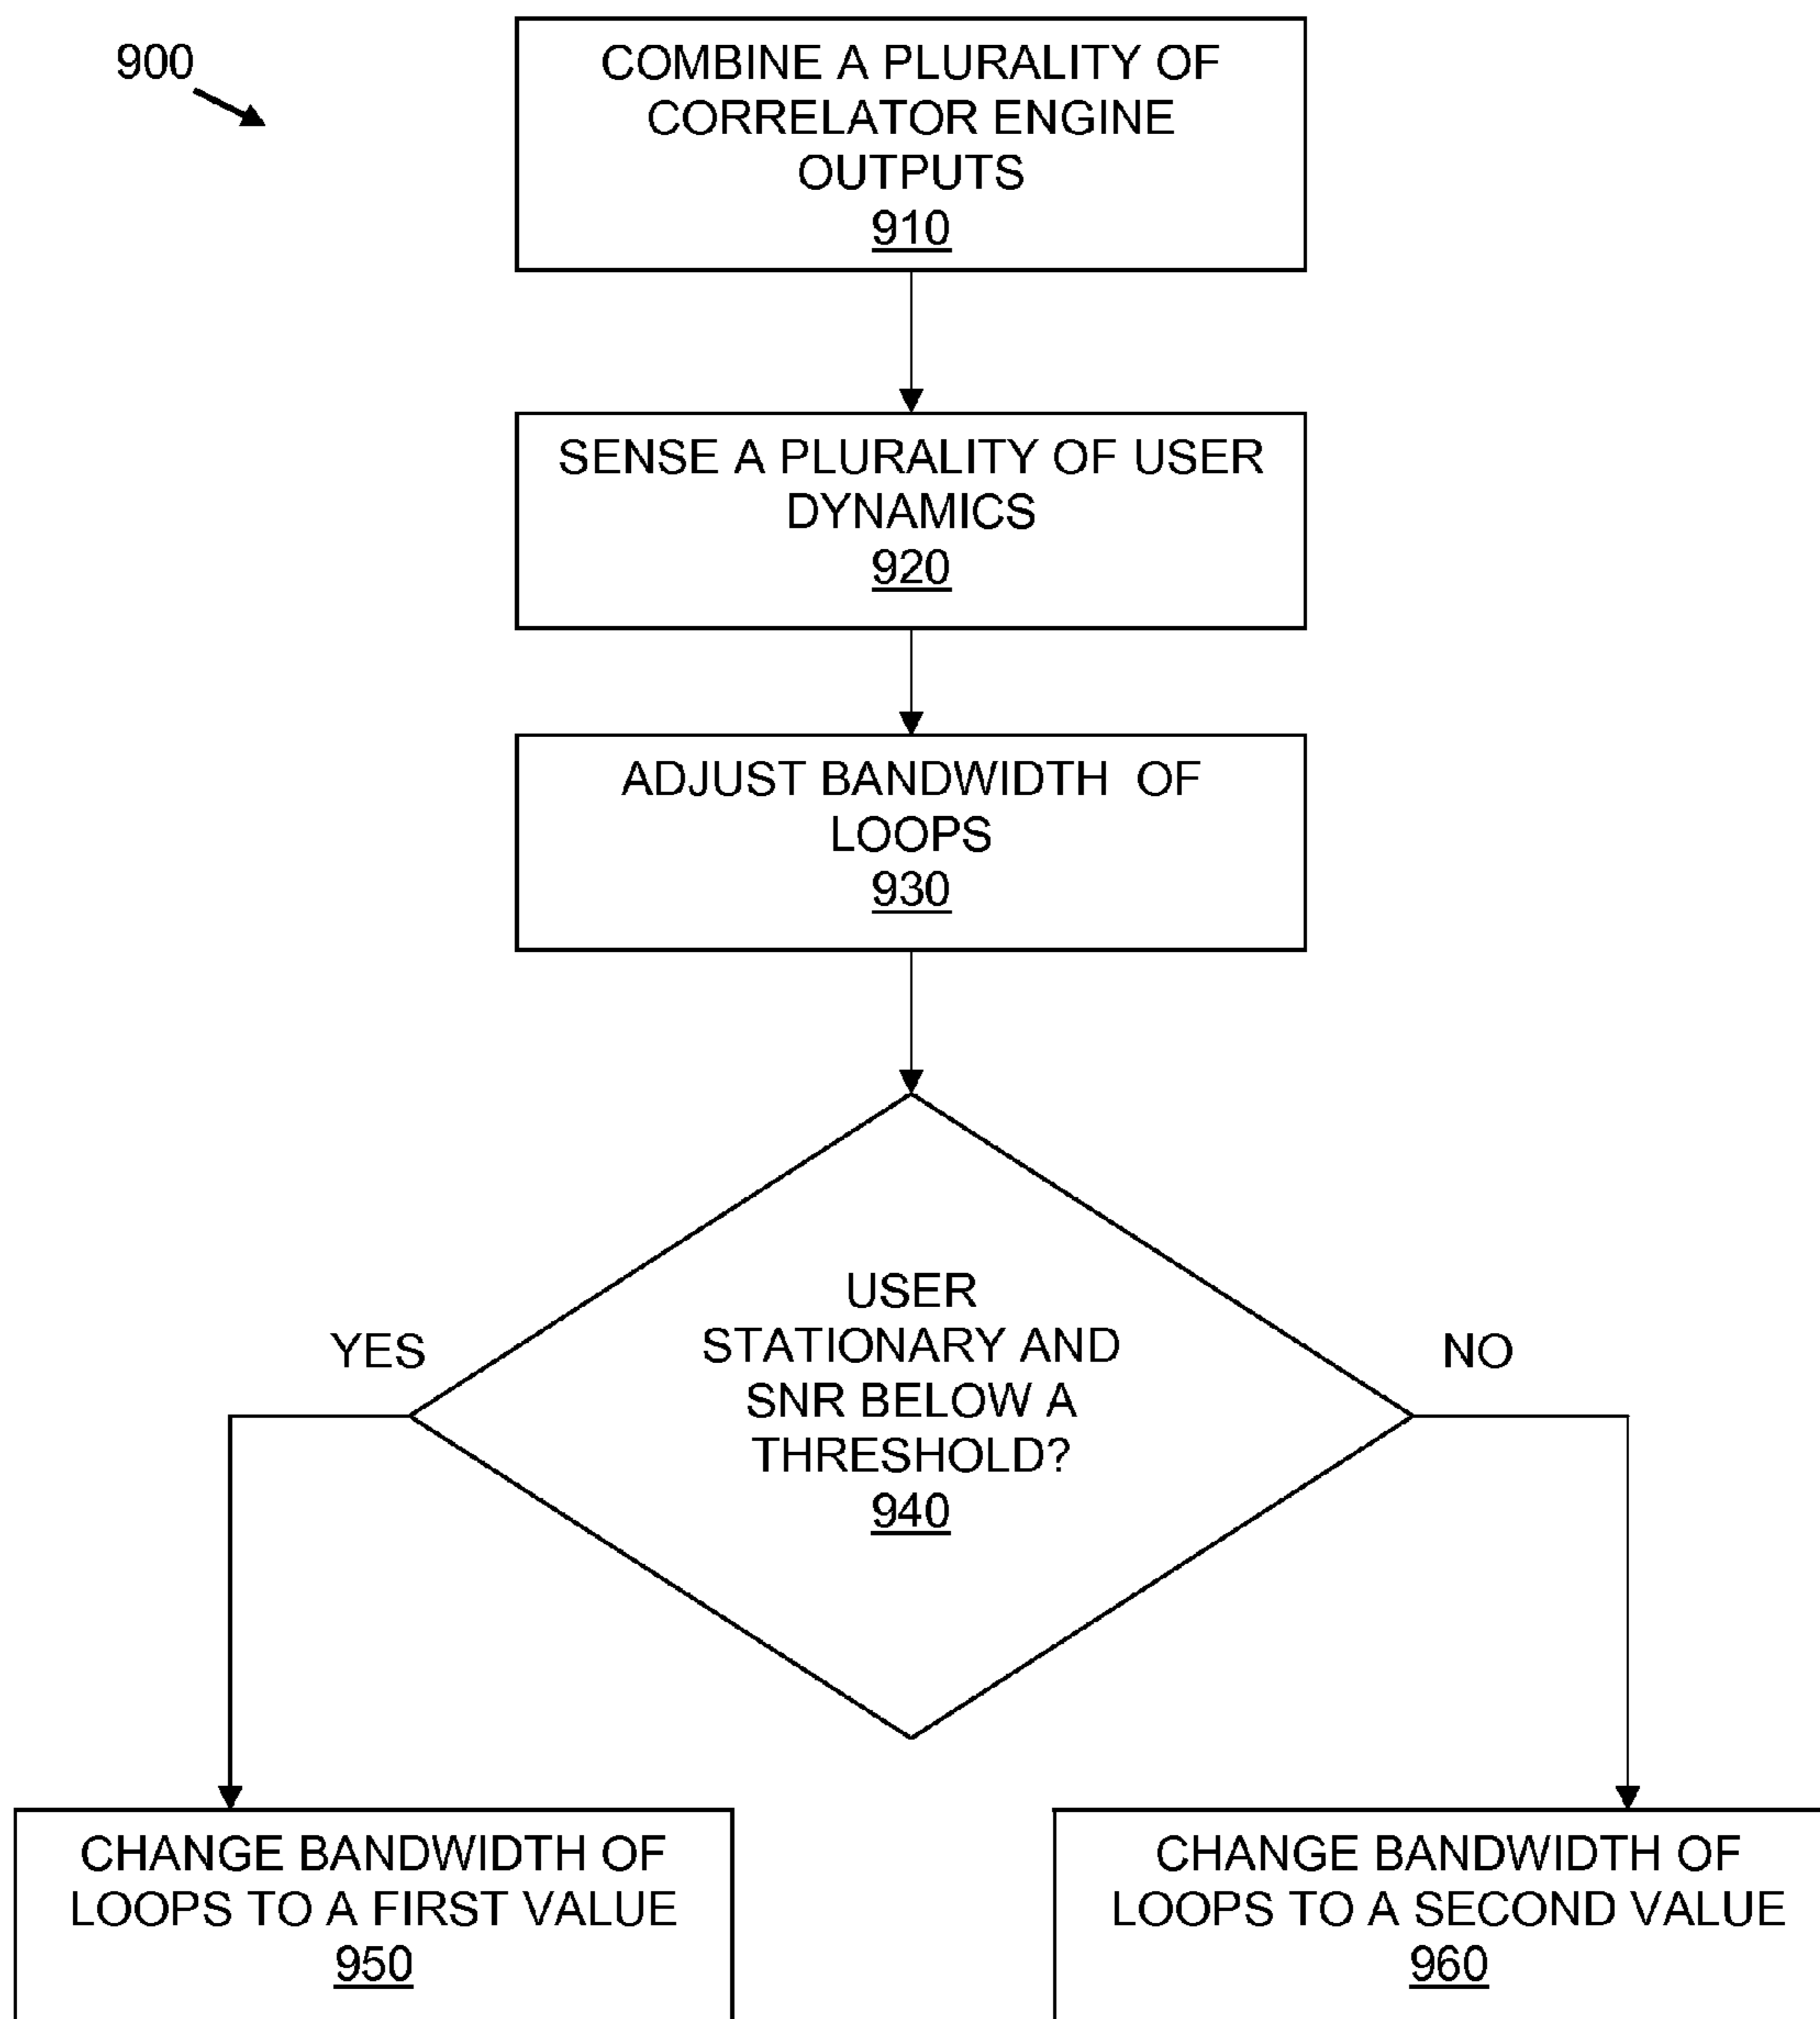 900
COMBINE A PLURALITY OF
CORRELATOR ENGINE
OUTPUTS
910
SENSE A PLURALITY OF USER
DYNAMICS
920
ADJUST BANDWIDTH OF
LOOPS
930
USER
STATIONARY AND
SNR BELOW A
THRESHOLD?
940
YES
NO
CHANGE BANDWIDTH OF
LOOPS TO A FIRST VALUE
950
CHANGE BANDWIDTH OF
LOOPS TO A SECOND VALUE
960